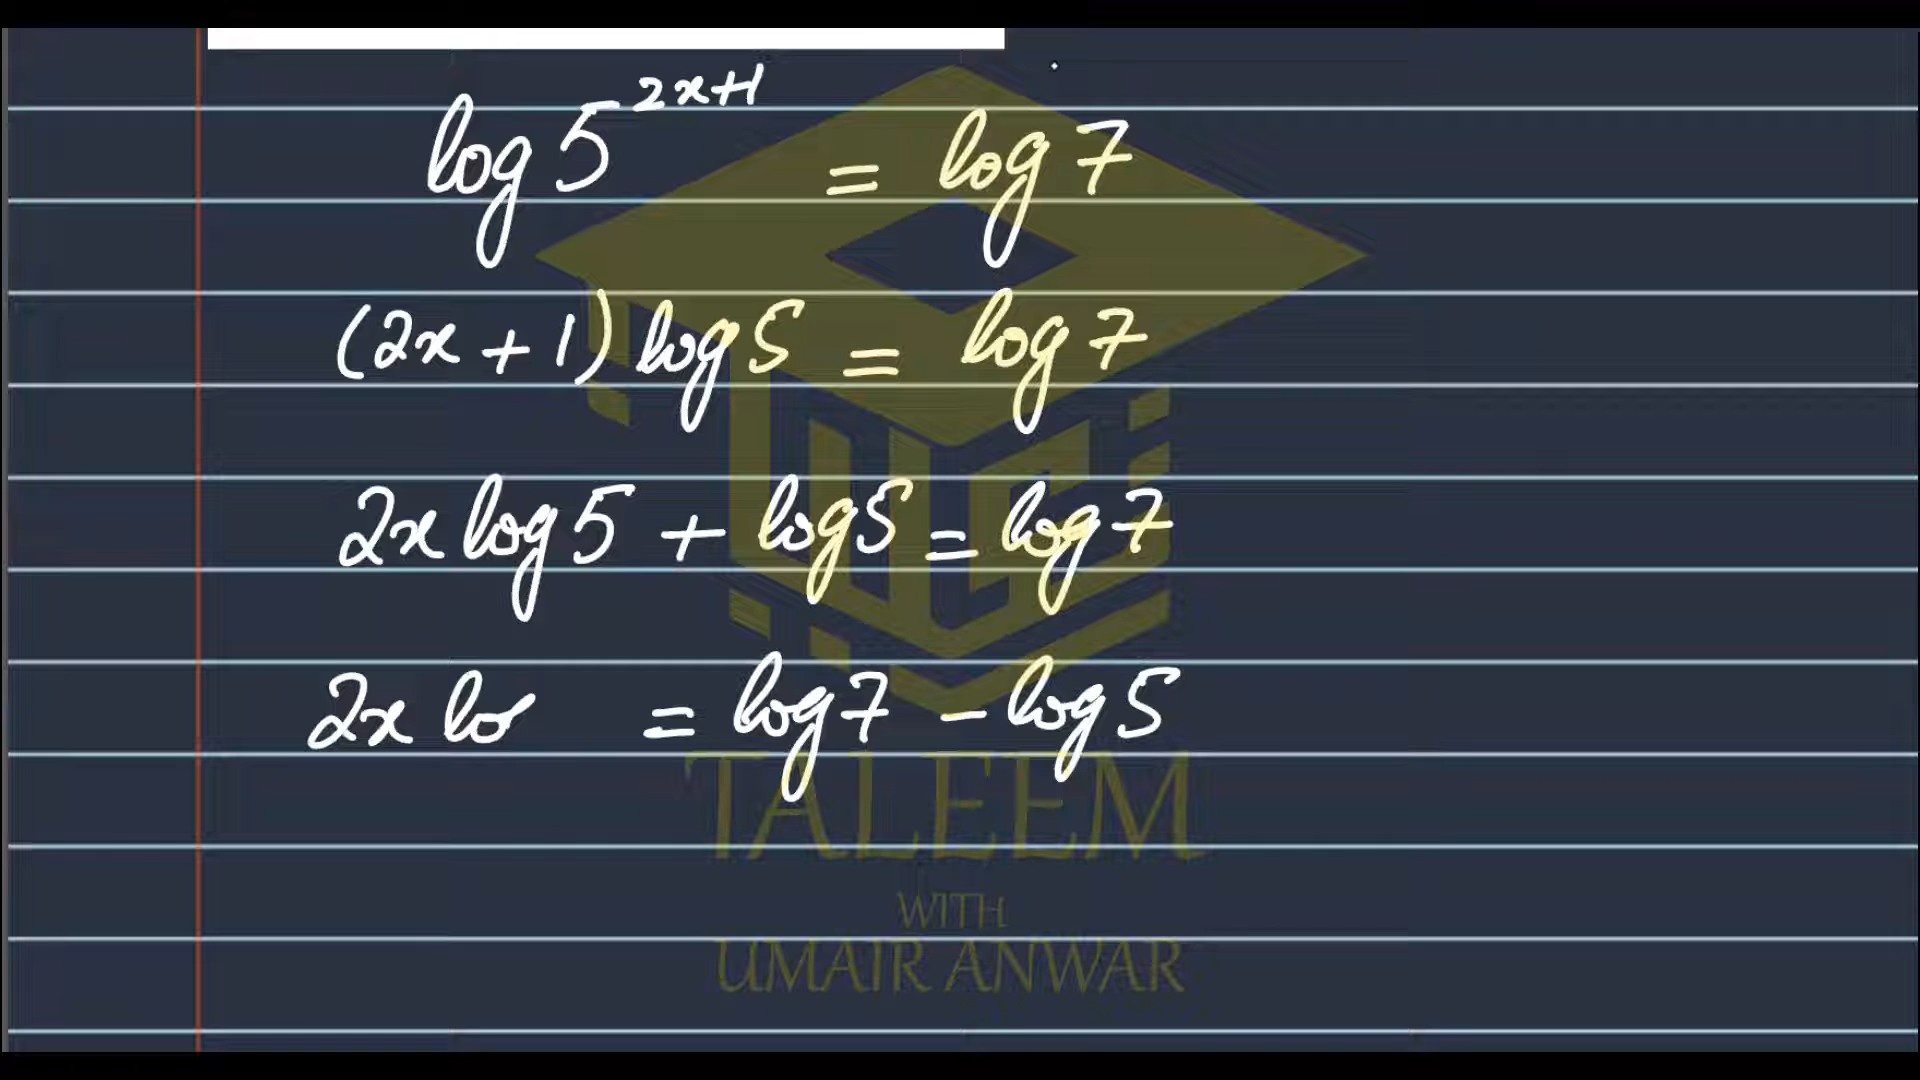 log 5^{2x+1} = log 7
(2x + 1) log 5 = log 7
2x log 5 + log 5 = log 7
2x lo = log 7 - log 5
TALEEM
WITH
UMAIR ANWAR